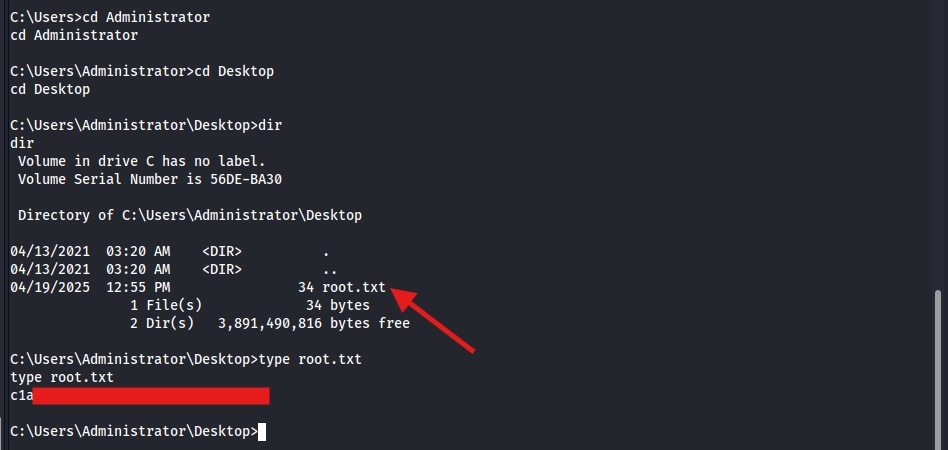 C:\Users>cd Administrator
cd Administrator
C:\Users\Administrator>cd Desktop
cd Desktop
C:\Users\Administrator\Desktop>dir
dir
 Volume in drive C has no label.
 Volume Serial Number is 56DE-BA30
 Directory of C:\Users\Administrator\Desktop
04/13/2021  03:20 AM    <DIR>          .
04/13/2021  03:20 AM    <DIR>          ..
04/19/2025  12:55 PM                34 root.txt
               1 File(s)             34 bytes
               2 Dir(s)   3,891,490,816 bytes free
C:\Users\Administrator\Desktop>type root.txt
type root.txt
c1a
C:\Users\Administrator\Desktop>